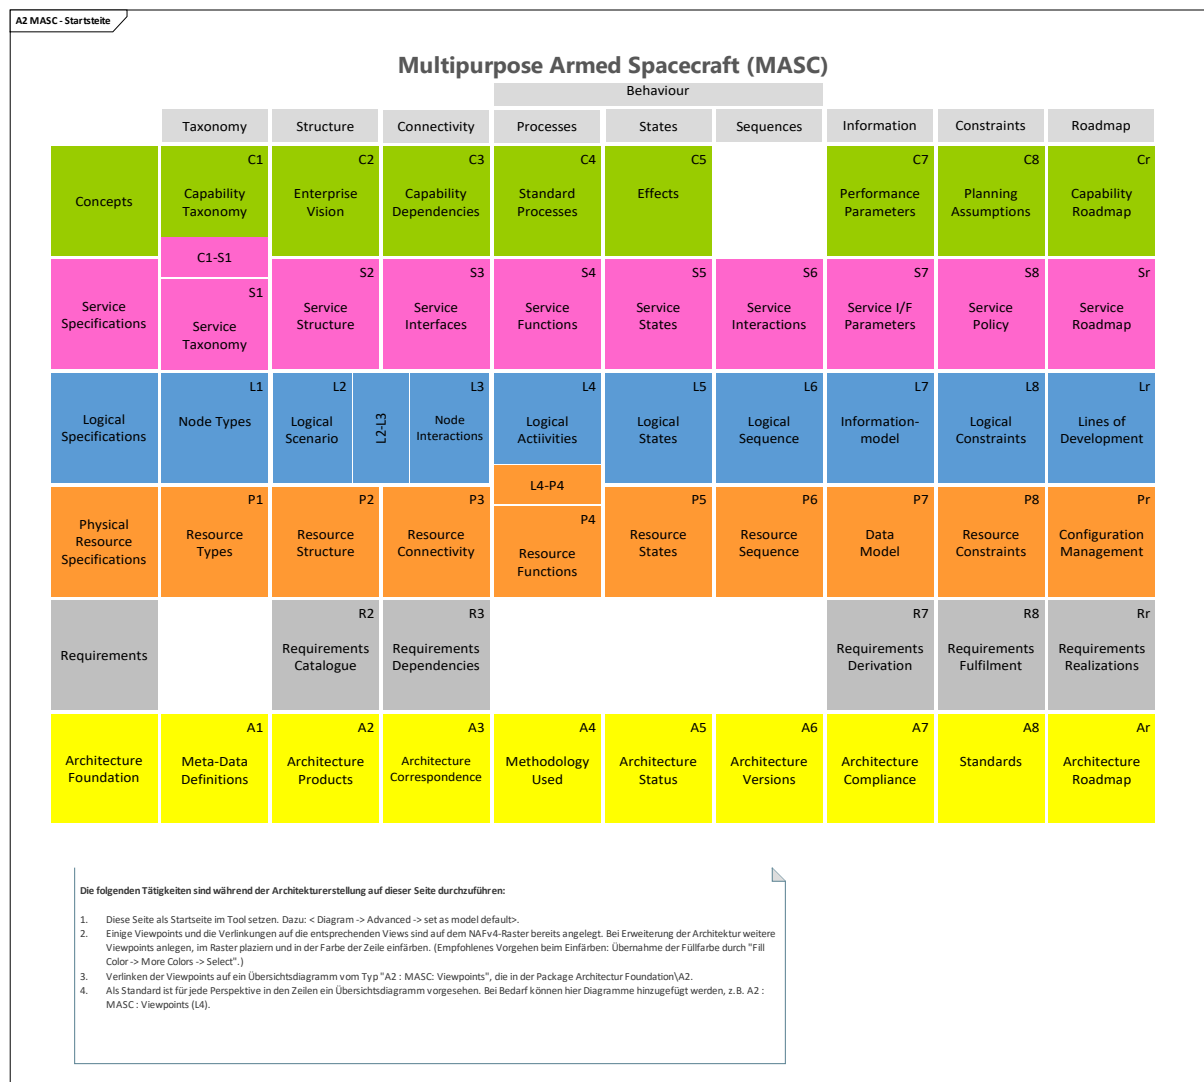 A2 MASC - Startsteite
Multipurpose Armed Spacecraft (MASC)
Behaviour
Taxonomy
Structure
Connectivity
Processes
States
Sequences
Information
Constraints
Roadmap
Concepts
C1
Capability
Taxonomy
C2
Enterprise
Vision
C3
Capability
Dependencies
C4
Standard
Processes
C5
Effects
C7
Performance
Parameters
C8
Planning
Assumptions
Cr
Capability
Roadmap
C1-S1
Service
Specifications
S1
Service
Taxonomy
S2
Service
Structure
S3
Service
Interfaces
S4
Service
Functions
S5
Service
States
S6
Service
Interactions
S7
Service I/F
Parameters
S8
Service
Policy
Sr
Service
Roadmap
Logical
Specifications
L1
Node Types
L2
Logical
Scenario
L2-L3
L3
Node
Interactions
L4
Logical
Actiivities
L5
Logical
States
L6
Logical
Sequence
L7
Information-
model
L8
Logical
Constraints
Lr
Lines of
Development
L4-P4
Physical
Resource
Specifications
P1
Resource
Types
P2
Resource
Structure
P3
Resource
Connectivity
P4
Resource
Functions
P5
Resource
States
P6
Resource
Sequence
P7
Data
Model
P8
Resource
Constraints
Pr
Configuration
Management
Requirements
R2
Requirements
Catalogue
R3
Requirements
Dependencies
R7
Requirements
Derivation
R8
Requirements
Fulfilment
Rr
Requirements
Realizations
Architecture
Foundation
A1
Meta-Data
Definitions
A2
Architecture
Products
A3
Architecture
Correspondence
A4
Methodology
Used
A5
Architecture
Status
A6
Architecture
Versions
A7
Architecture
Compliance
A8
Standards
Ar
Architecture
Roadmap
Die folgenden Tätigkeiten sind während der Architekturerstellung auf dieser Seite durchzuführen:
1. Diese Seite als Startseite im Tool setzen. Dazu: < Diagram -> Advanced -> set as model default>.
2. Einige Viewpoints und die Verlinkungen auf die entsprechenden Views sind auf dem NAFv4-Raster bereits angelegt. Bei Erweiterung der Architektur weitere
Viewpoints anlegen, im Raster plazieren und in der Farbe der Zeile einfärben. (Empfohlenes Vorgehen beim Einfärben: Übernahme der Füllfarbe durch "Fill
Color -> More Colors -> Select".)
3. Verlinken der Viewpoints auf ein Übersichtsdiagramm vom Typ "A2 : MASC: Viewpoints", die in der Package Architectur Foundation\A2.
4. Als Standard ist für jede Perspektive in den Zeilen ein Übersichtsdiagramm vorgesehen. Bei Bedarf können hier Diagramme hinzugefügt werden, z.B. A2 :
MASC : Viewpoints (L4).